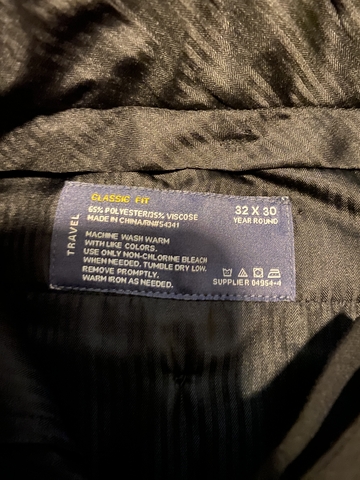 CLASSIC FIT
65% POLYESTER/35% VISCOSE
MADE IN CHINA/RN#54341
32 X 30
YEAR ROUND
TRAVEL
MACHINE WASH WARM
WITH LIKE COLORS.
USE ONLY NON-CHLORINE BLEACH
WHEN NEEDED. TUMBLE DRY LOW.
REMOVE PROMPTLY.
WARM IRON AS NEEDED.
SUPPLIER 04954-4